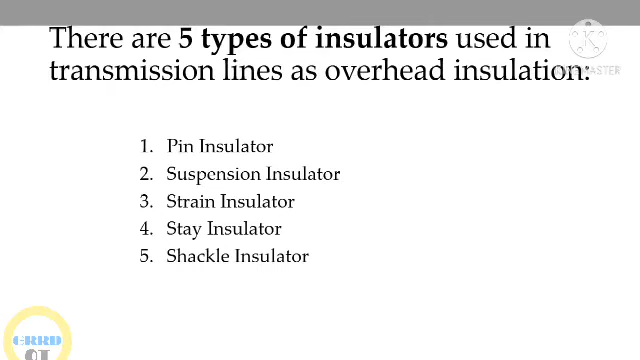 There are 5 types of insulators used in
transmission lines as overhead insulation:
1. Pin Insulator
2. Suspension Insulator
3. Strain Insulator
4. Stay Insulator
5. Shackle Insulator